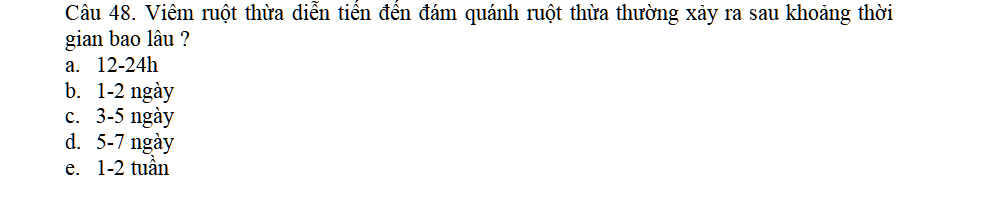 Câu 48. Viêm ruột thừa diễn tiến đến đám quánh ruột thừa thường xảy ra sau khoảng thời
gian bao lâu ?
a. 12-24h
b. 1-2 ngày
c. 3-5 ngày
d. 5-7 ngày
e. 1-2 tuần